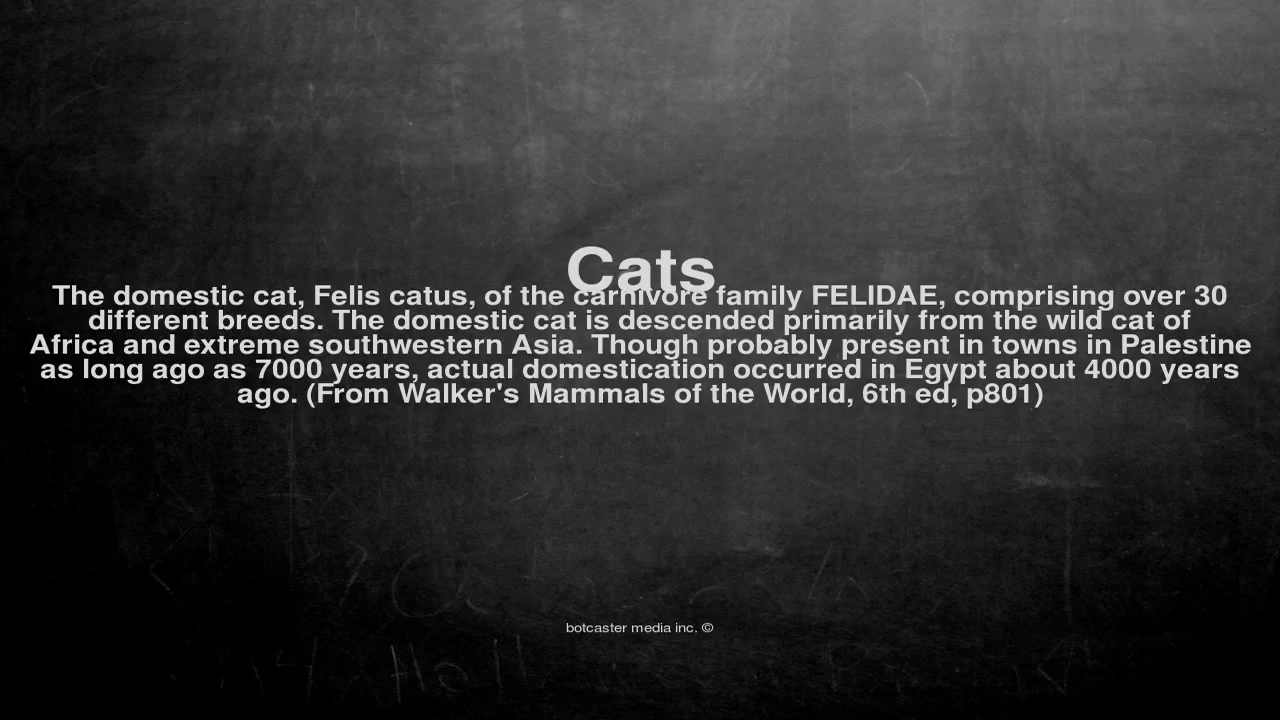 Cats
The domestic cat, Felis catus, of the carnivore family FELIDAE, comprising over 30
different breeds. The domestic cat is descended primarily from the wild cat of
Africa and extreme southwestern Asia. Though probably present in towns in Palestine
as long ago as 7000 years, actual domestication occurred in Egypt about 4000 years
ago. (From Walker's Mammals of the World, 6th ed, p801)
botcaster media inc. ©